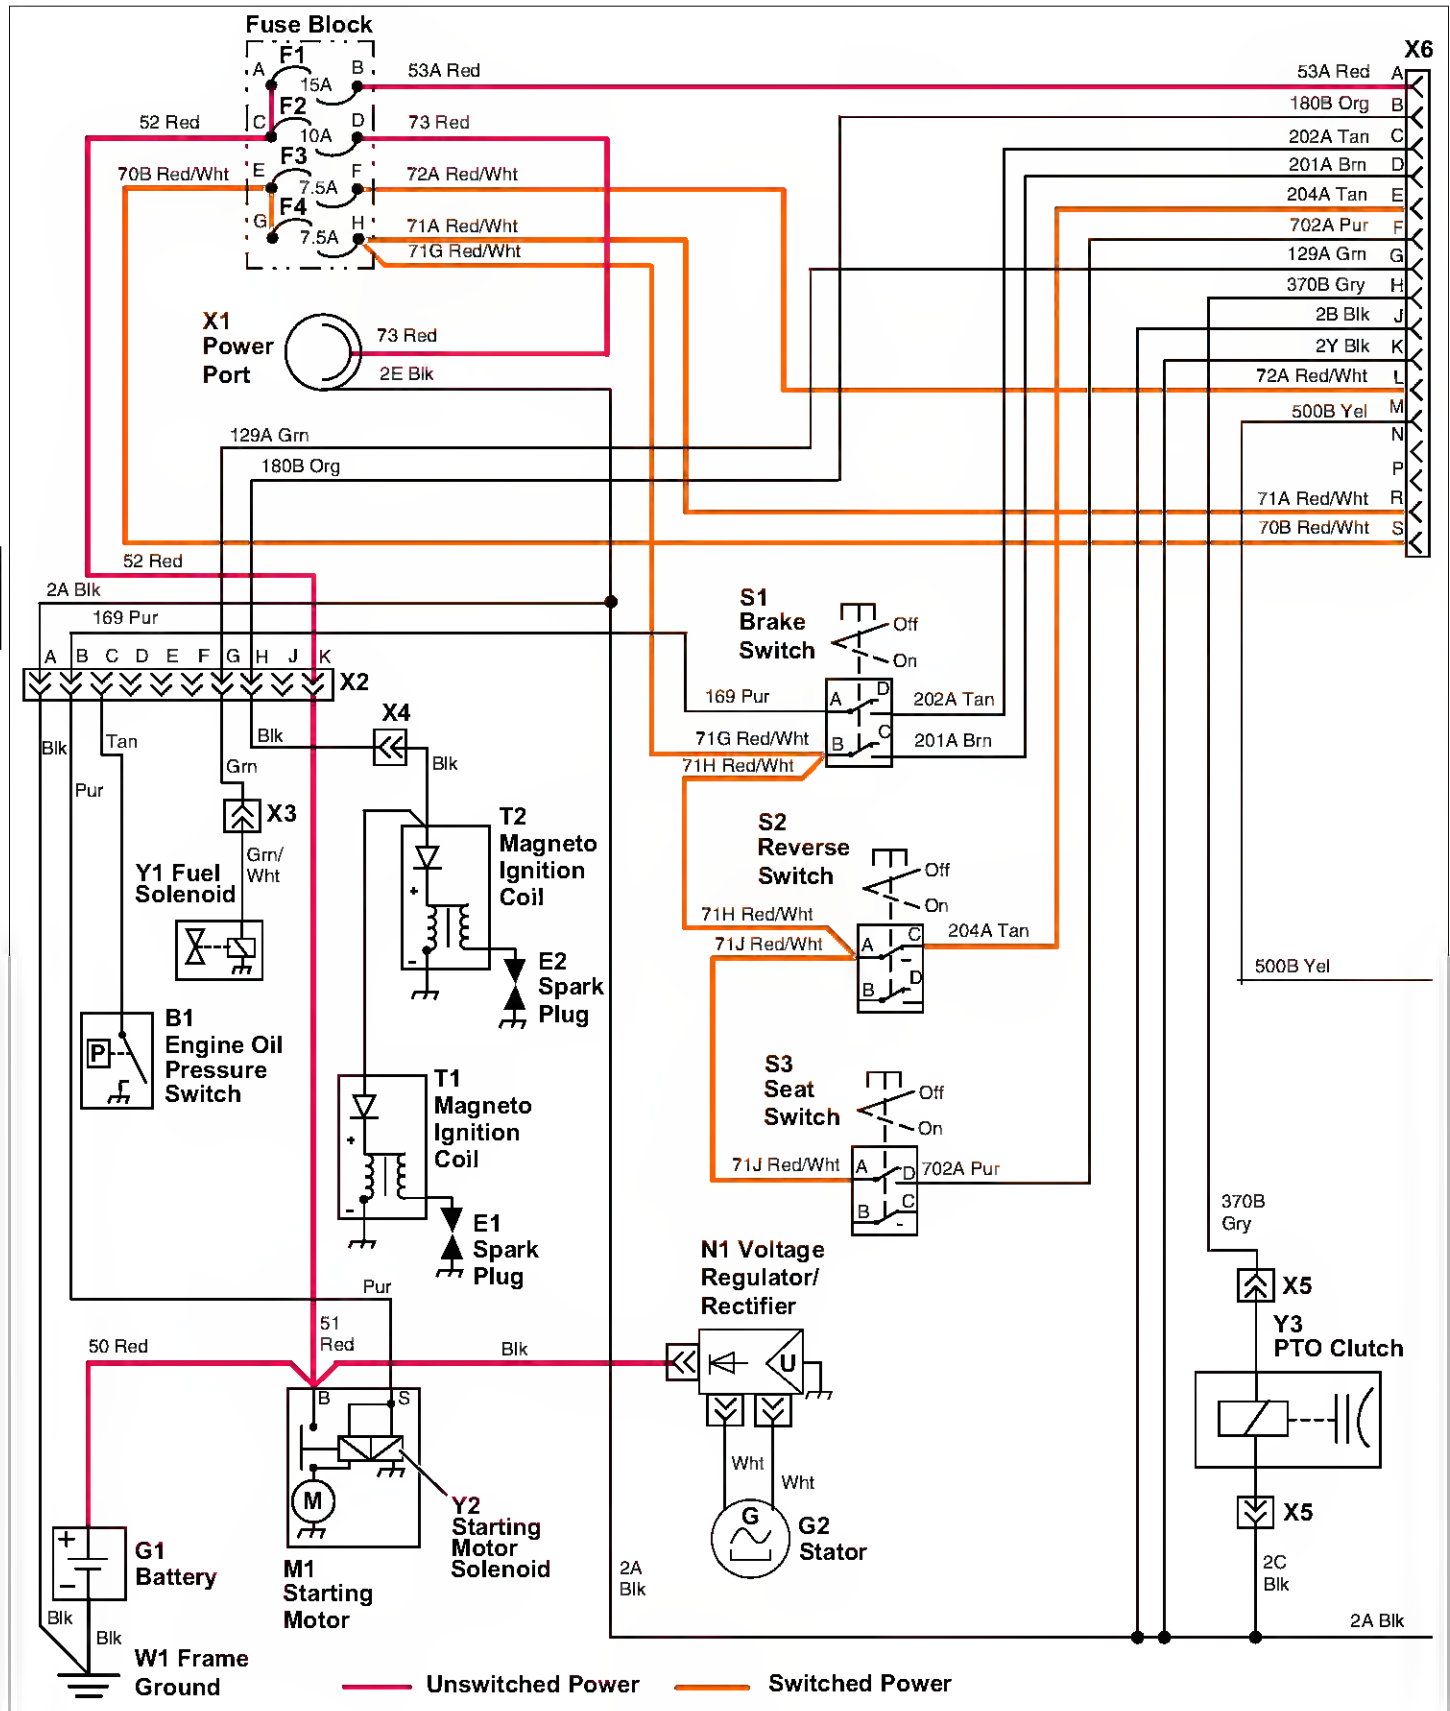 Fuse Block
X6
F1
A
B
15A
53A Red
53A Red
A
F2
C
D
10A
52 Red
73 Red
180B Org
B
202A Tan
C
F3
E
F
7.5A
70B Red/Wht
72A Red/Wht
201A Brn
D
204A Tan
E
F4
G
H
7.5A
71A Red/Wht
71G Red/Wht
702A Pur
F
129A Grn
G
370B Gry
H
2B Blk
J
2Y Blk
K
72A Red/Wht
L
500B Yel
M
N
P
71A Red/Wht
R
70B Red/Wht
S
X1
Power
Port
73 Red
2E Blk
129A Grn
180B Org
52 Red
2A Blk
169 Pur
A B C D E F G H J K
X2
S1
Brake
Switch
Off
On
169 Pur
A
D
202A Tan
71G Red/Wht
B
C
201A Brn
71H Red/Wht
X4
Blk
Tan
Blk
Blk
Grn
Pur
X3
T2
Magneto
Ignition
Coil
+
-
Grn/
Wht
Y1 Fuel
Solenoid
S2
Reverse
Switch
Off
On
71H Red/Wht
A
C
204A Tan
71J Red/Wht
B
D
E2
Spark
Plug
500B Yel
B1
Engine Oil
Pressure
Switch
P
T1
Magneto
Ignition
Coil
+
-
S3
Seat
Switch
Off
On
71J Red/Wht
A
D
702A Pur
B
C
E1
Spark
Plug
370B
Gry
N1 Voltage
Regulator/
Rectifier
U
X5
Y3
PTO Clutch
Pur
51
Red
50 Red
Blk
B
S
M
Y2
Starting
Motor
Solenoid
M1
Starting
Motor
Wht
Wht
G
G2
Stator
X5
+
-
G1
Battery
2A
Blk
2C
Blk
Blk
Blk
2A Blk
W1 Frame
Ground
Unswitched Power
Switched Power